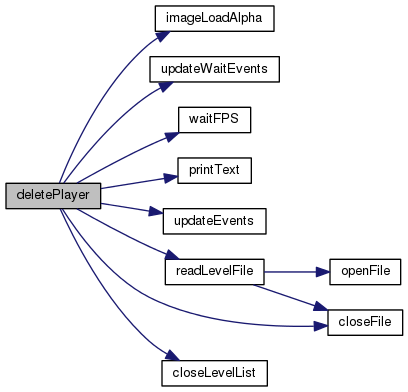 imageLoadAlpha
updateWaitEvents
waitFPS
printText
deletePlayer
updateEvents
readLevelFile
openFile
closeFile
closeLevelList